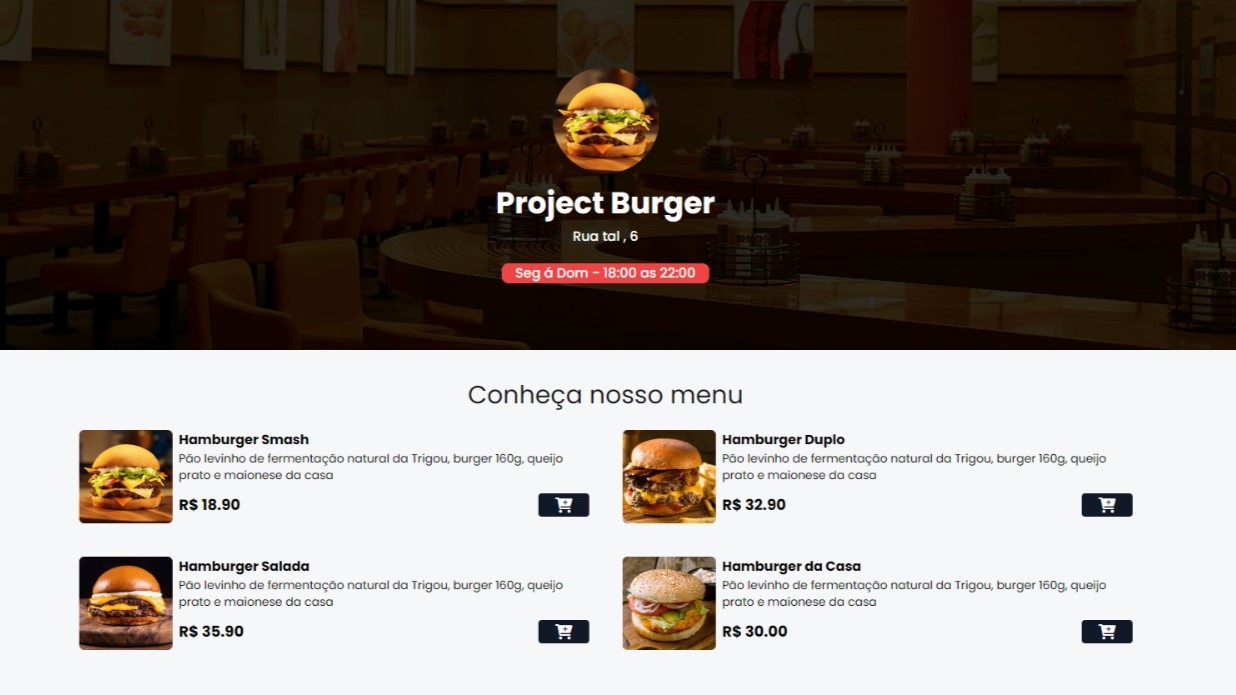 Project Burger
Rua tal , 6
Seg á Dom - 18:00 as 22:00
Conheça nosso menu
Hamburger Smash
Pão levinho de fermentação natural da Trigou, burger 160g, queijo
prato e maionese da casa
R$ 18.90
Hamburger Duplo
Pão levinho de fermentação natural da Trigou, burger 160g, queijo
prato e maionese da casa
R$ 32.90
Hamburger Salada
Pão levinho de fermentação natural da Trigou, burger 160g, queijo
prato e maionese da casa
R$ 35.90
Hamburger da Casa
Pão levinho de fermentação natural da Trigou, burger 160g, queijo
prato e maionese da casa
R$ 30.00